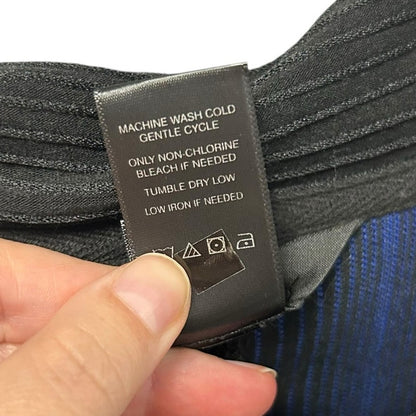 MACHINE WASH COLD
GENTLE CYCLE
ONLY NON-CHLORINE
BLEACH IF NEEDED
TUMBLE DRY LOW
LOW IRON IF NEEDED